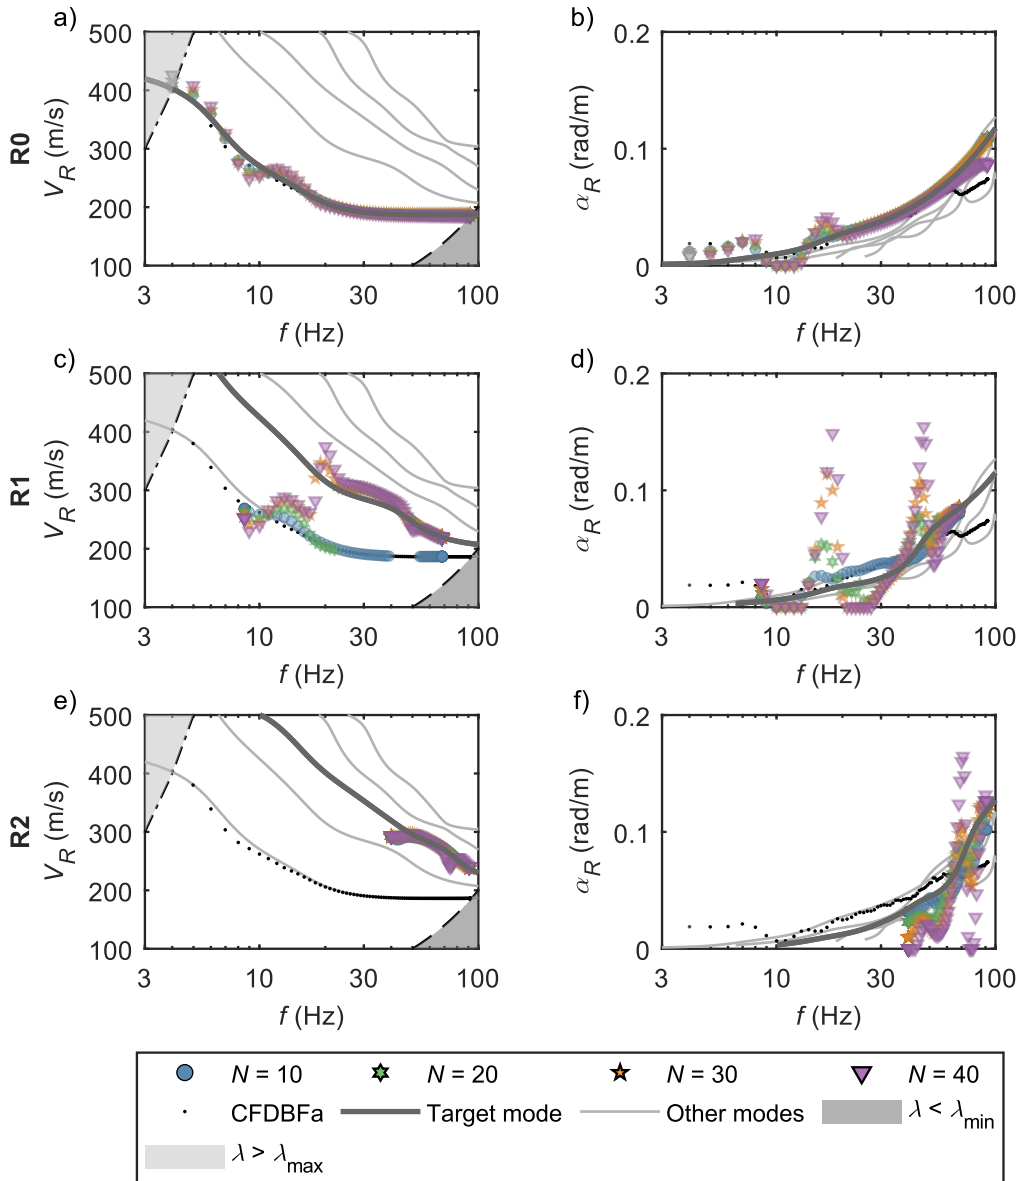 a)
b)
R0
V_R (m/s)
500
400
300
200
100
3
10
30
100
f (Hz)
α_R (rad/m)
0.2
0.1
0
3
10
30
100
f (Hz)
c)
d)
R1
V_R (m/s)
500
400
300
200
100
3
10
30
100
f (Hz)
α_R (rad/m)
0.2
0.1
0
3
10
30
100
f (Hz)
e)
f)
R2
V_R (m/s)
500
400
300
200
100
3
10
30
100
f (Hz)
α_R (rad/m)
0.2
0.1
0
3
10
30
100
f (Hz)
N = 10
N = 20
N = 30
N = 40
CFDBFa
Target mode
Other modes
λ < λ_min
λ > λ_max